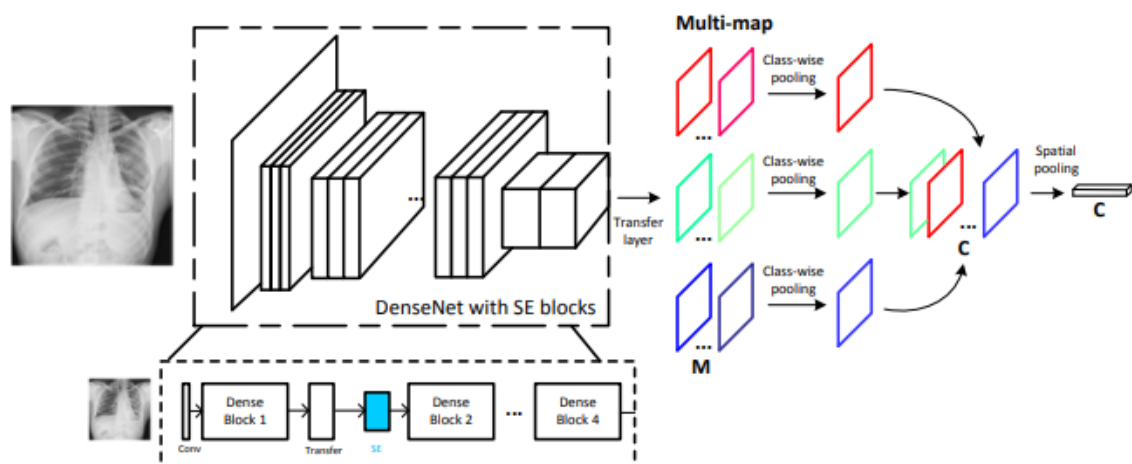 Multi-map
Class-wise
pooling
...
Class-wise
pooling
Spatial
pooling
...
Transfer
layer
...
...
C
C
Class-wise
pooling
DenseNet with SE blocks
...
M
Dense
Block 1
Dense
Block 2
...
Dense
Block 4
Conv
Transfer
SE